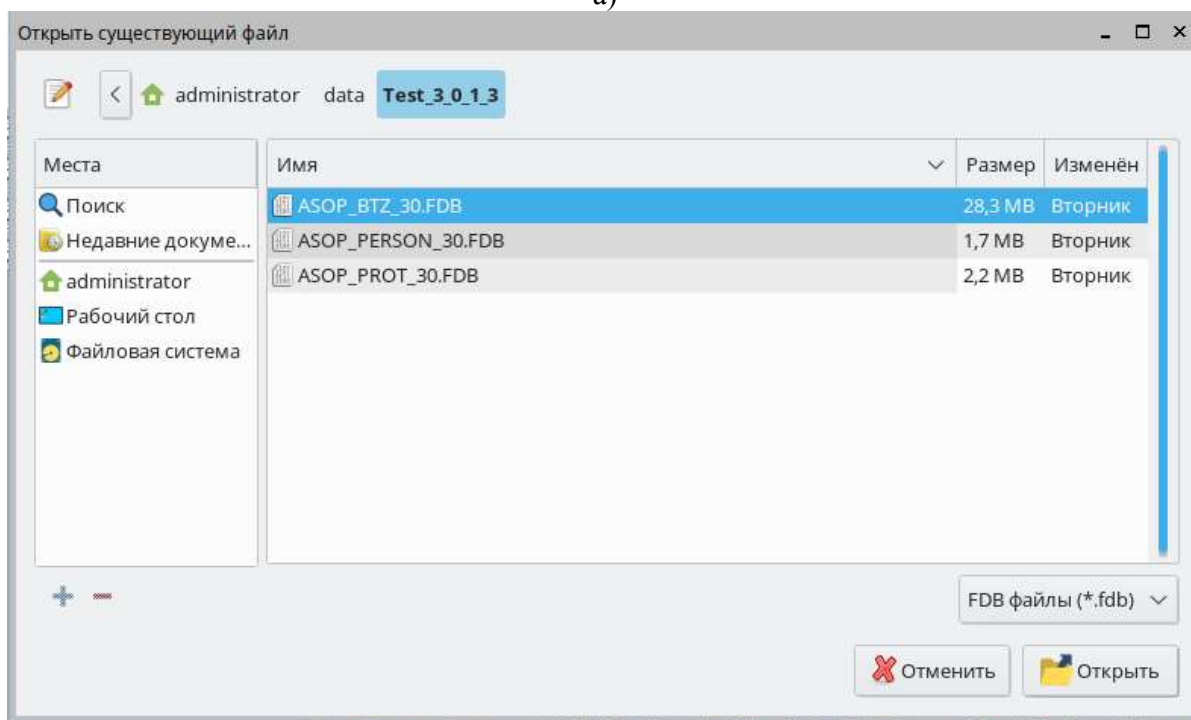 а)
Открыть существующий файл
administrator data Test_3_0_1_3
Места Имя Размер Изменён
Поиск ASOP_BTZ_30.FDB 28,3 MB Вторник
Недавние докуме... ASOP_PERSON_30.FDB 1,7 MB Вторник
administrator ASOP_PROT_30.FDB 2,2 MB Вторник
Рабочий стол
Файловая система
FDB файлы (*.fdb)
Отменить Открыть